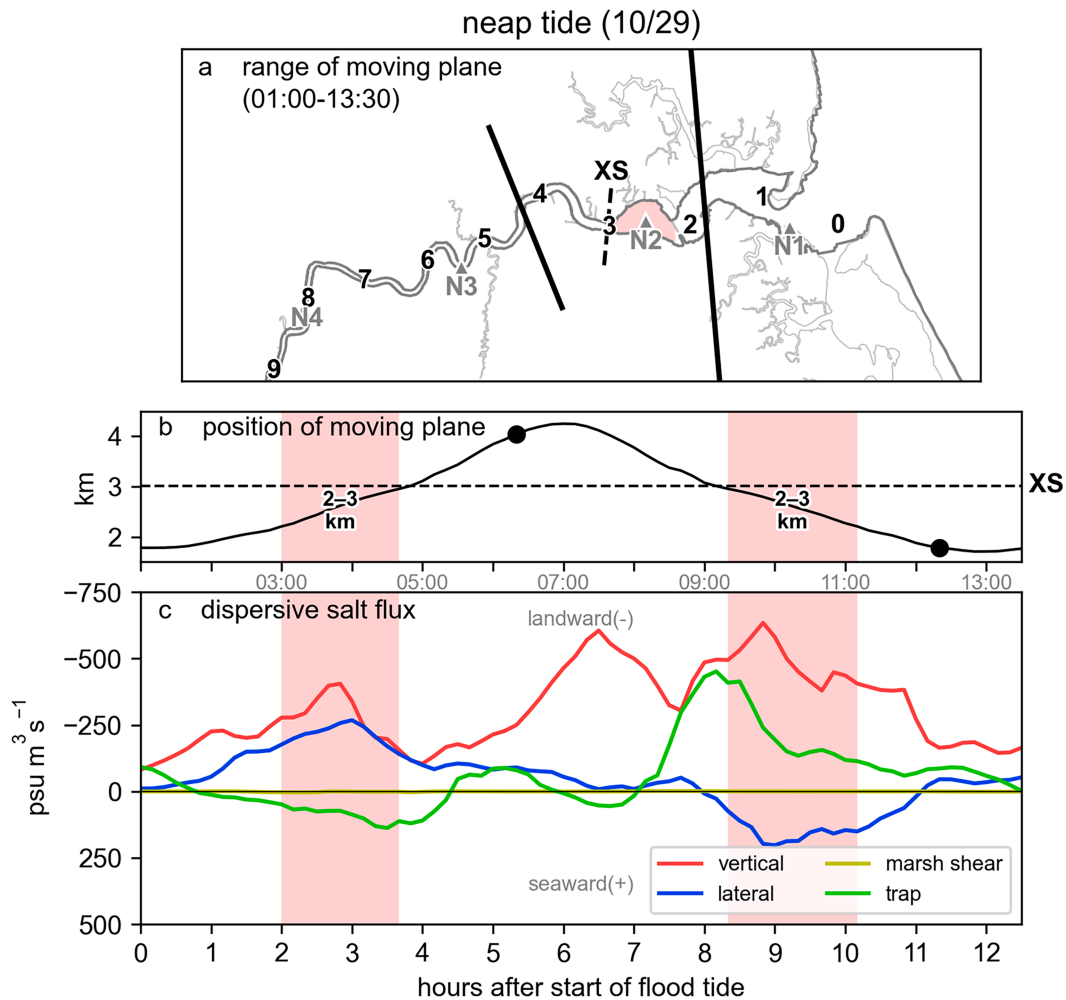 neap tide (10/29)
a range of moving plane
(01:00-13:30)
XS
4
1
3
2
0
N2
N1
5
6
N3
7
8
N4
9
b position of moving plane
4
3
2
km
2–3
km
2–3
km
XS
03:00 05:00 07:00 09:00 11:00 13:00
c dispersive salt flux
landward(-)
seaward(+)
−750
−500
−250
0
250
500
psu m³ s⁻¹
vertical
lateral
marsh shear
trap
0 1 2 3 4 5 6 7 8 9 10 11 12
hours after start of flood tide